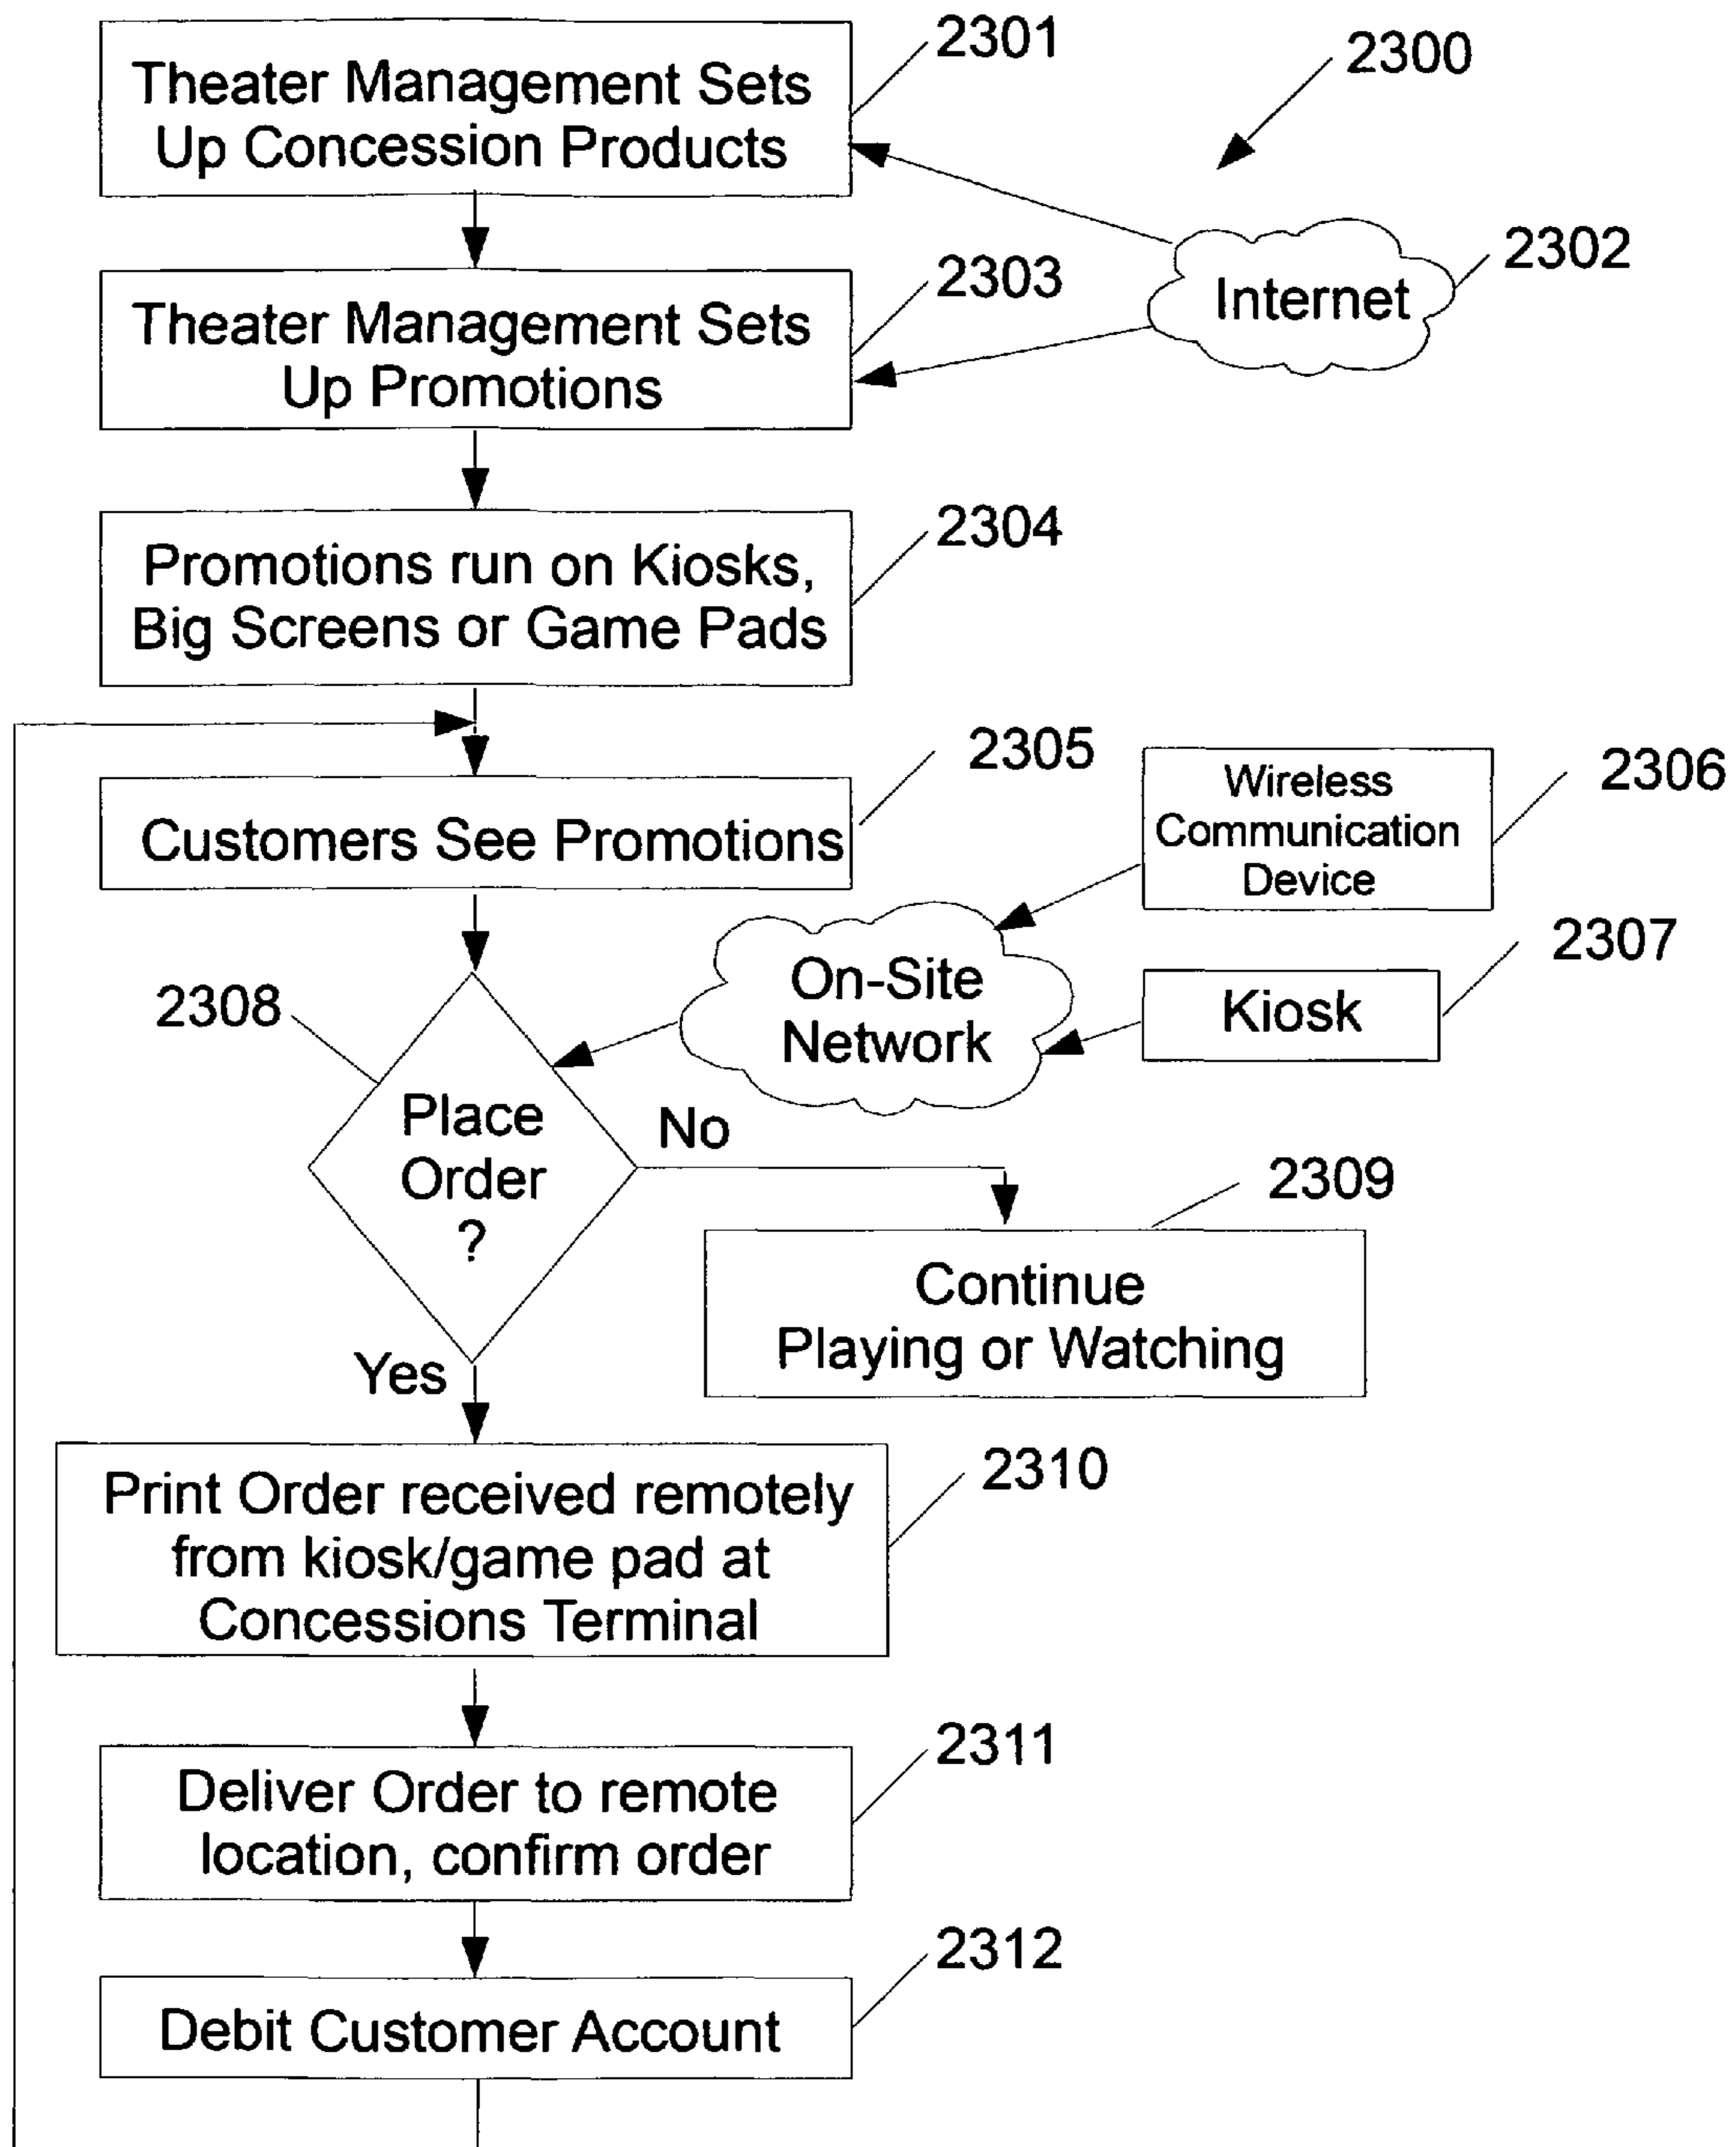 2301
Theater Management Sets
Up Concession Products
2300
2302
Internet
2303
Theater Management Sets
Up Promotions
2304
Promotions run on Kiosks,
Big Screens or Game Pads
2305
Customers See Promotions
2306
Wireless
Communication
Device
2307
Kiosk
On-Site
Network
2308
Place
Order
?
No
2309
Continue
Playing or Watching
Yes
2310
Print Order received remotely
from kiosk/game pad at
Concessions Terminal
2311
Deliver Order to remote
location, confirm order
2312
Debit Customer Account